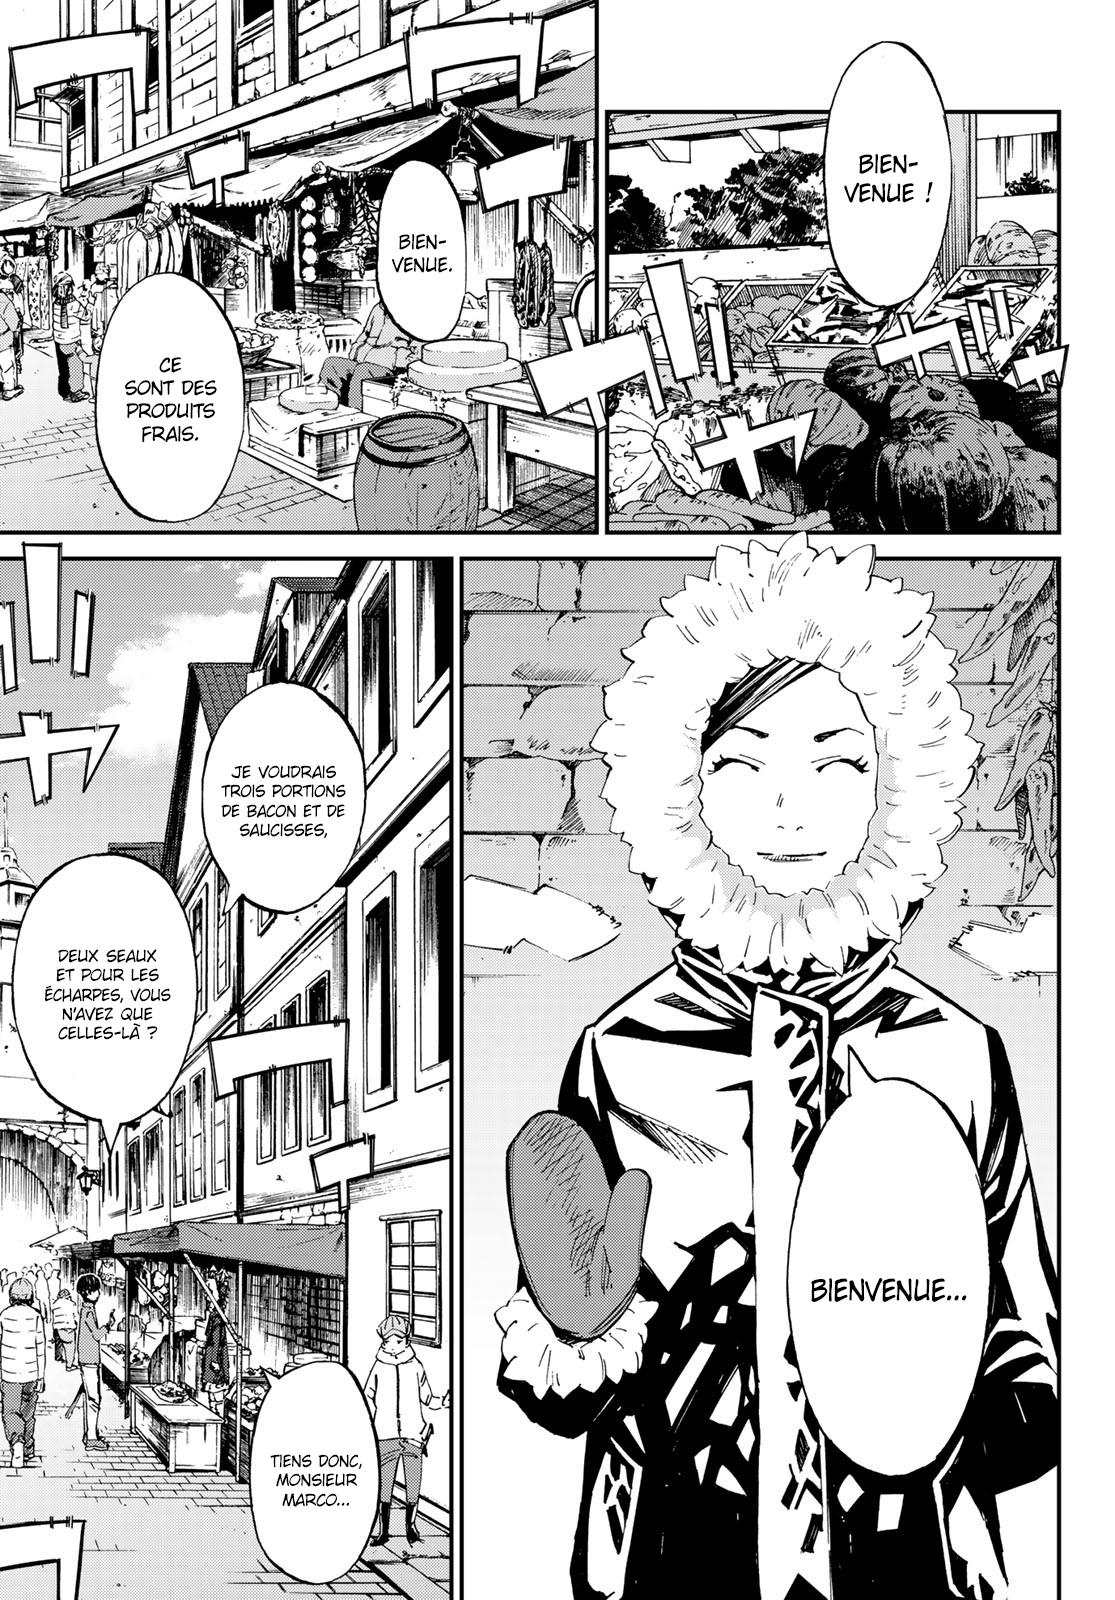 BIEN-
VENUE !
BIEN-
VENUE.
CE
SONT DES
PRODUITS
FRAIS.
BIENVENUE...
JE VOUDRAIS
TROIS PORTIONS
DE BACON ET DE
SAUCISSES,
DEUX SEAUX
ET POUR LES
ÉCHARPES, VOUS
N'AVEZ QUE
CELLES-LÀ ?
TIENS DONC,
MONSIEUR
MARCO...